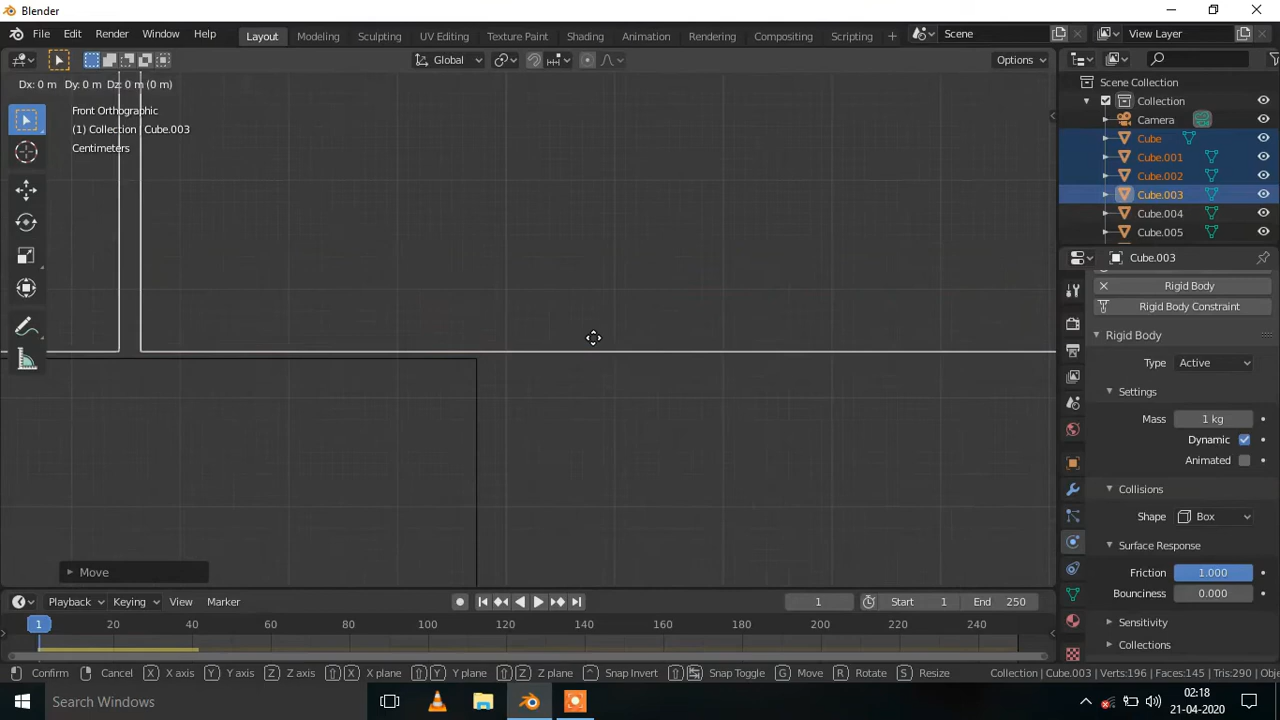 Blender
File Edit Render Window Help Layout Modeling Sculpting UV Editing Texture Paint Shading Animation Rendering Compositing Scripting + Scene View Layer
Global Options
Dx: 0 m Dy: 0 m Dz: 0 m (0 m)
Front Orthographic
(1) Collection | Cube.003
Centimeters
Scene Collection
Collection
Camera
Cube
Cube.001
Cube.002
Cube.003
Cube.004
Cube.005
Cube.003
Rigid Body
Rigid Body Constraint
Rigid Body
Type Active
Settings
Mass 1 kg
Dynamic
Animated
Collisions
Shape Box
Surface Response
Friction 1.000
Bounciness 0.000
Sensitivity
Collections
Move
Playback Keying View Marker 1 Start 1 End 250
1 20 40 60 80 100 120 140 160 180 200 220 240
Confirm Cancel X X axis Y Y axis Z Z axis X X plane Y Y plane Z Z plane Snap Invert Snap Toggle G Move R Rotate S Resize Collection | Cube.003 | Verts:196 | Faces:145 | Tris:290 |
Search Windows
02:18
21-04-2020